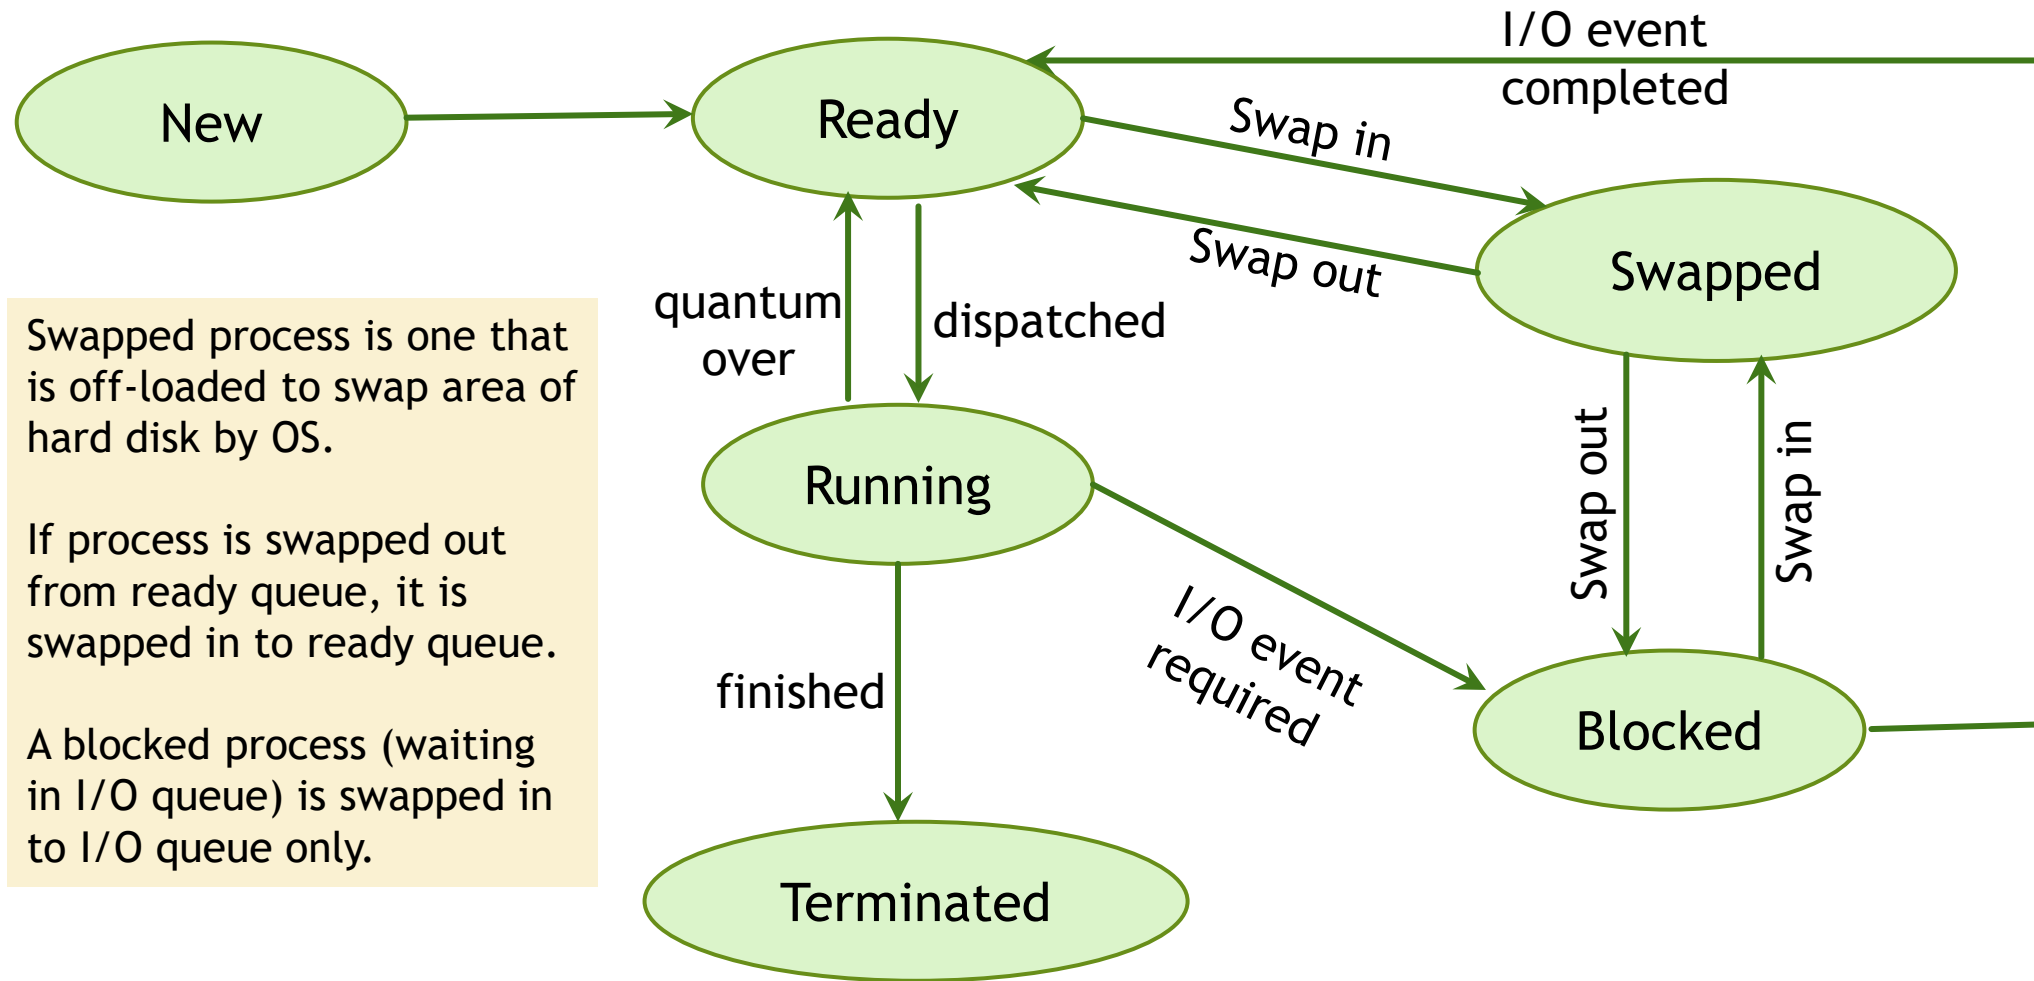 I/O event
completed
New
Ready
Swap in
Swap out
Swapped
quantum
over
dispatched
Swapped process is one that
is off-loaded to swap area of
hard disk by OS.
If process is swapped out
from ready queue, it is
swapped in to ready queue.
A blocked process (waiting
in I/O queue) is swapped in
to I/O queue only.
Running
Swap out
Swap in
I/O event
required
finished
Blocked
Terminated